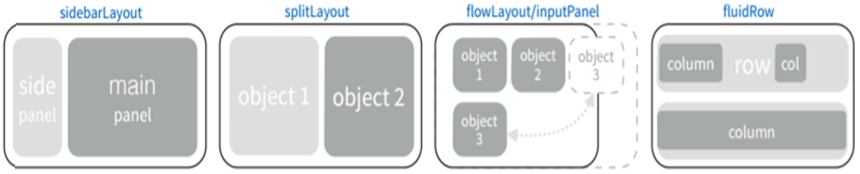 sidebarLayout
side
panel
main
panel
splitLayout
object 1
object 2
flowLayout/inputPanel
object
1
object
2
object
3
object
3
fluidRow
column
row
col
column